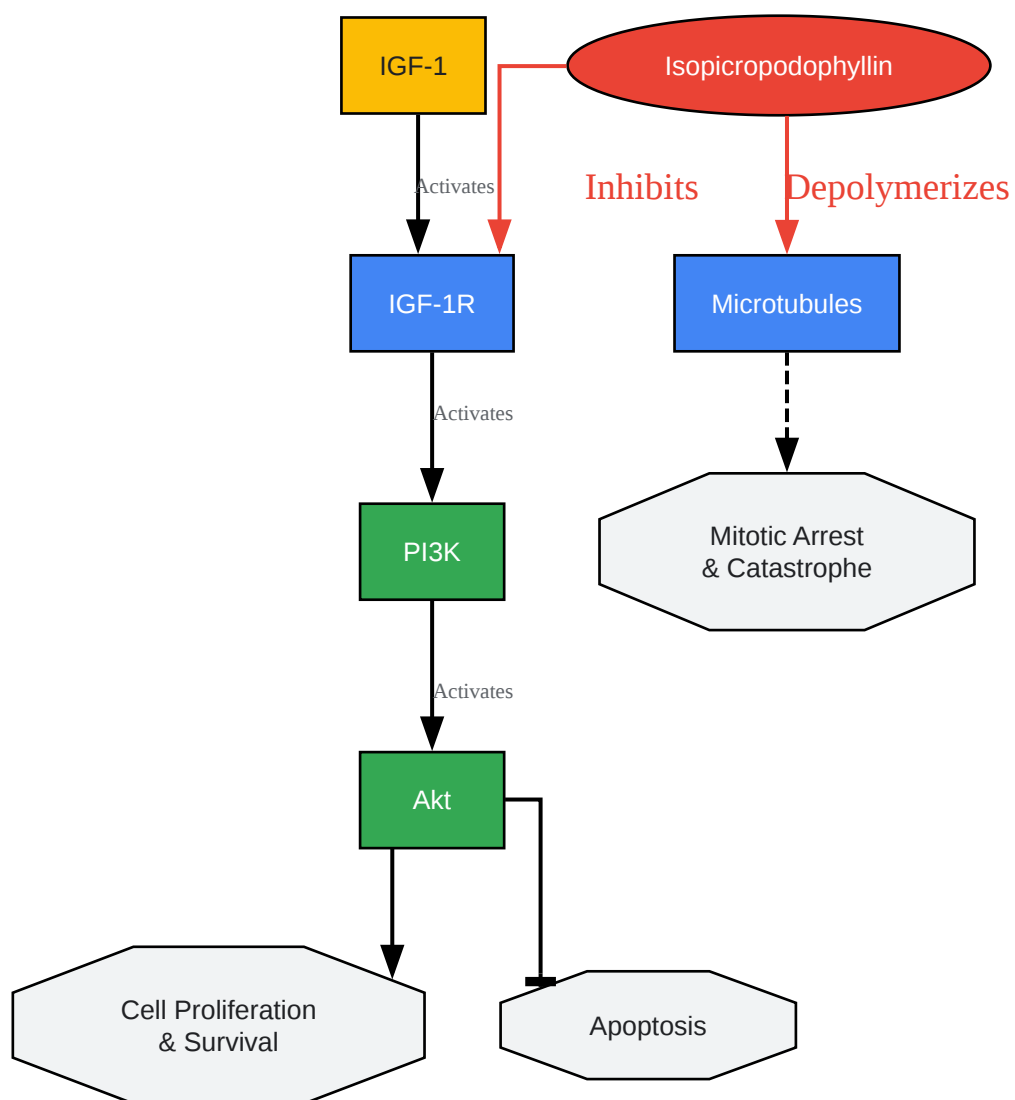 IGF-1
Isopicropodophyllin
Activates
Inhibits
Depolymerizes
IGF-1R
Microtubules
Activates
Mitotic Arrest
& Catastrophe
PI3K
Activates
Akt
Cell Proliferation
& Survival
Apoptosis